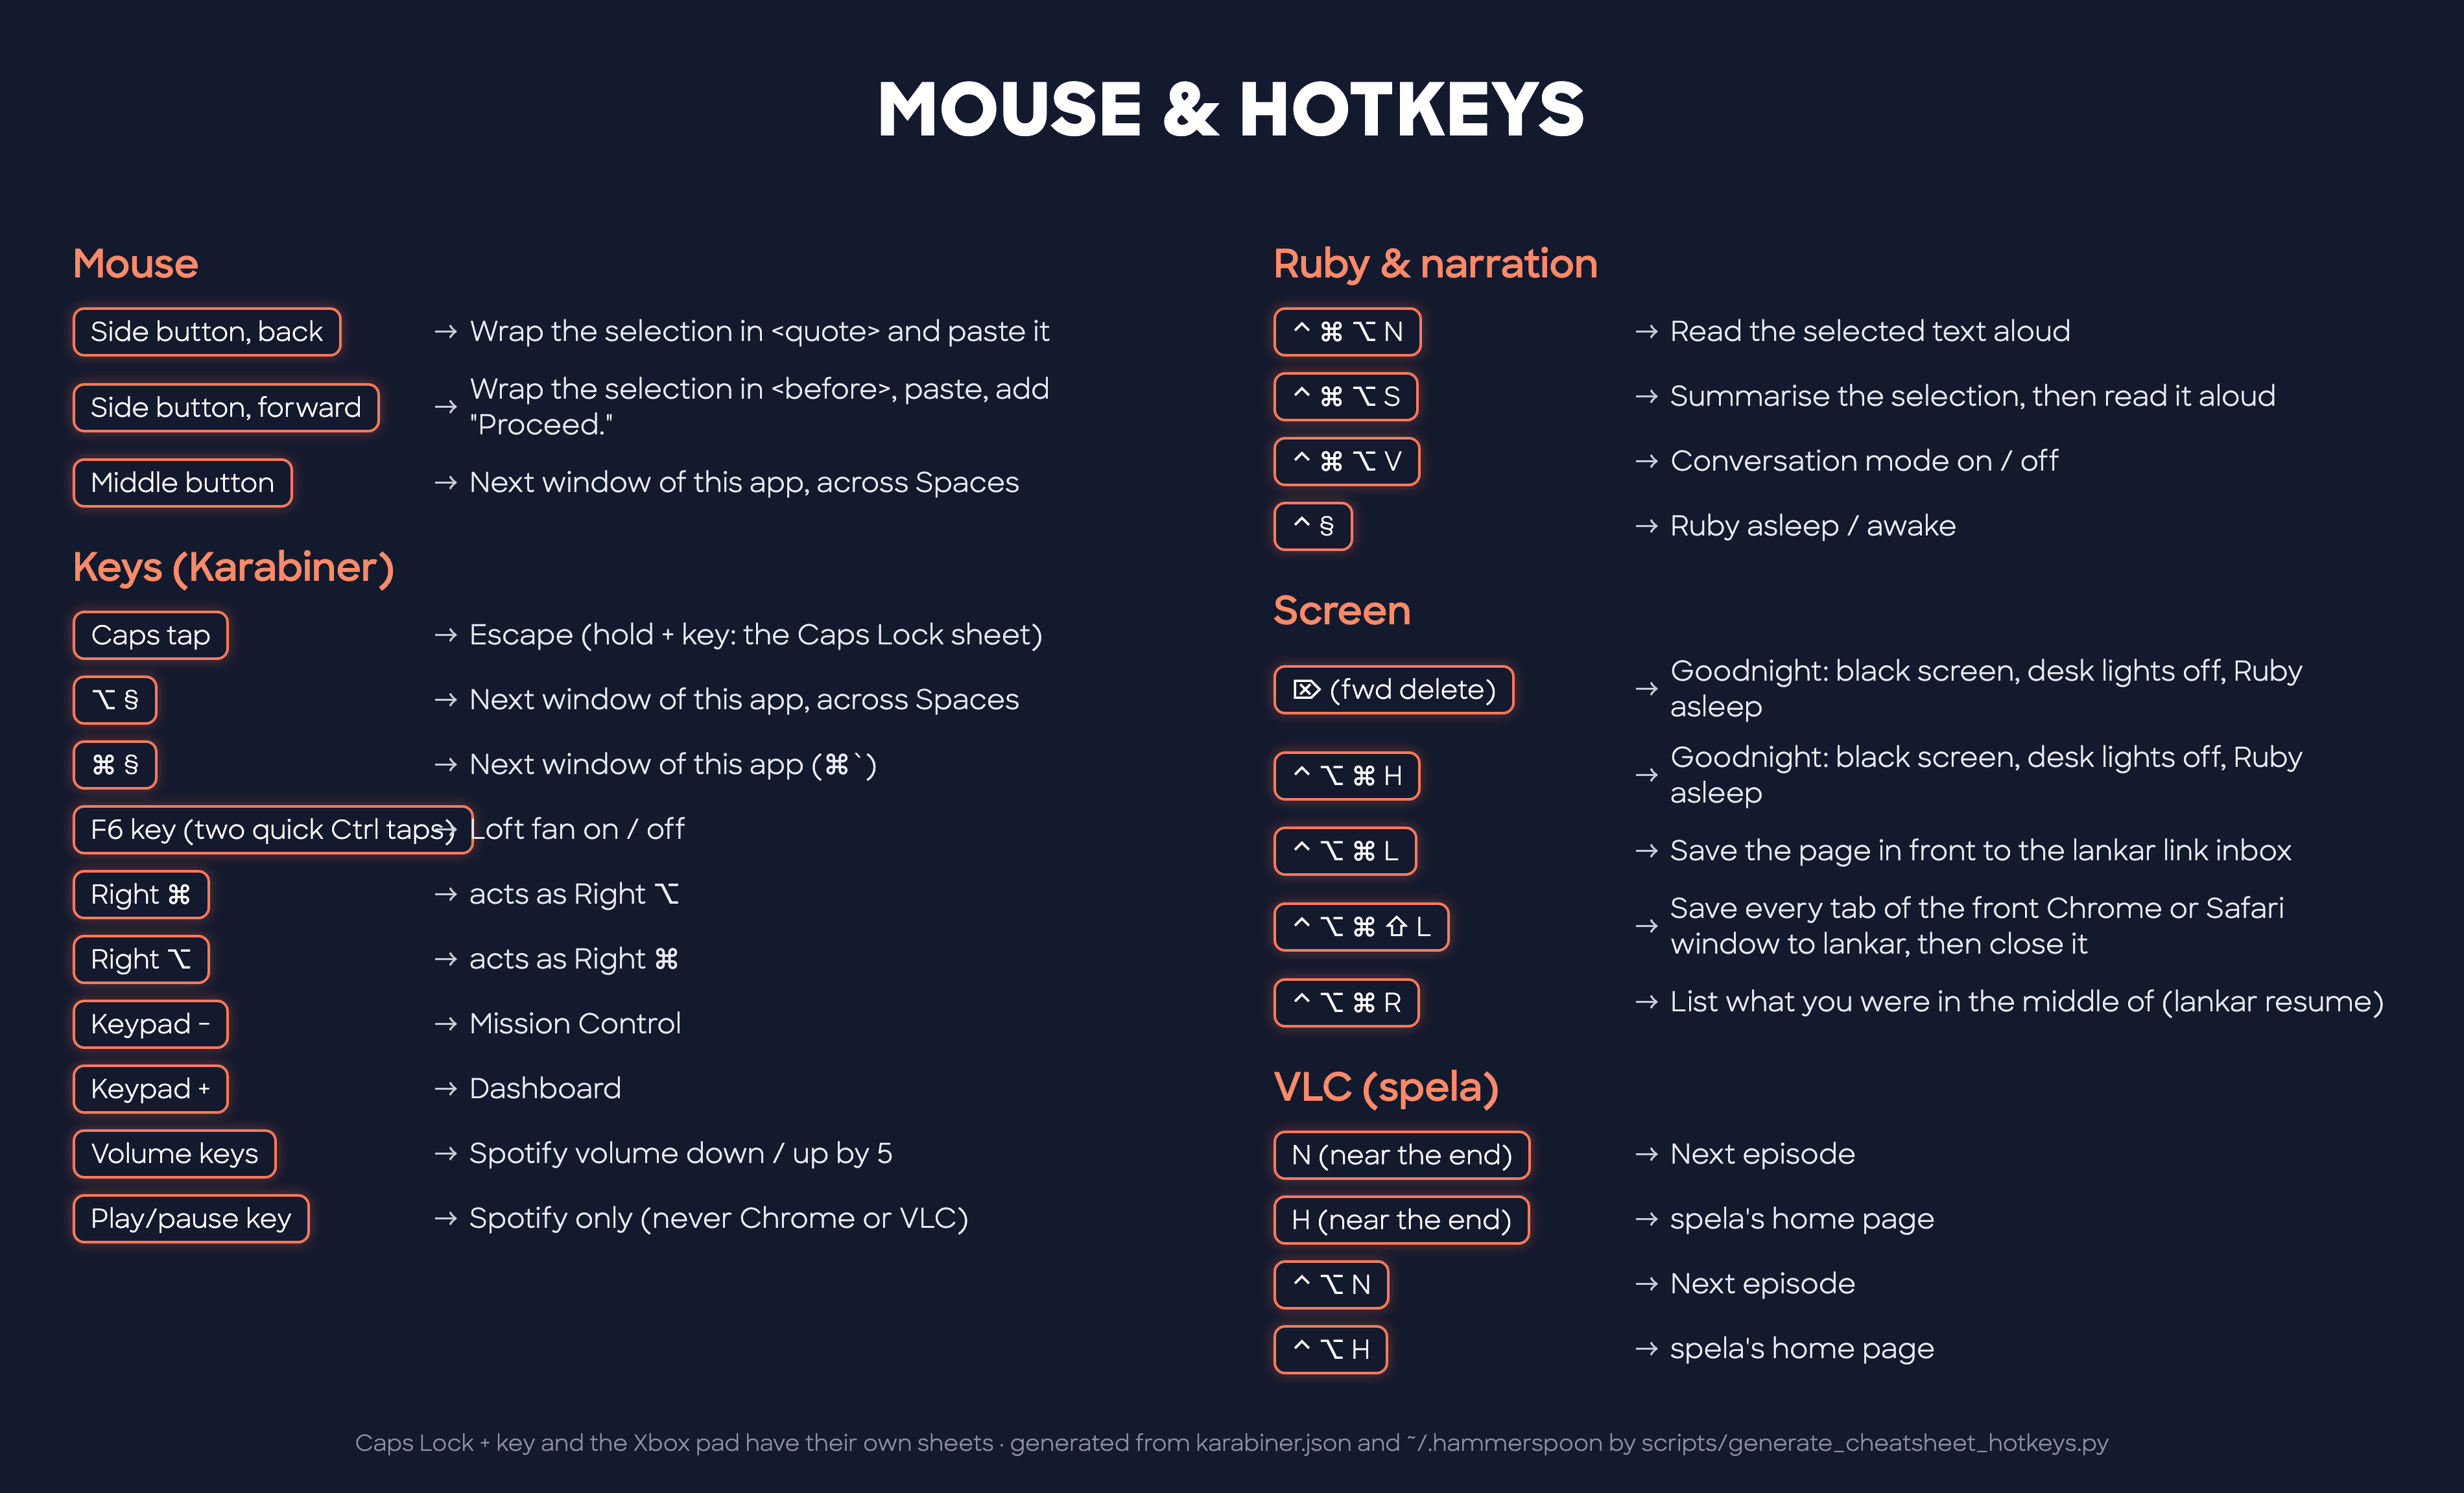 MOUSE & HOTKEYS
Mouse
Side button, back → Wrap the selection in <quote> and paste it
Side button, forward → Wrap the selection in <before>, paste, add
"Proceed."
Middle button → Next window of this app, across Spaces
Keys (Karabiner)
Caps tap → Escape (hold + key: the Caps Lock sheet)
⌥ § → Next window of this app, across Spaces
⌘ § → Next window of this app (⌘`)
F6 key (two quick Ctrl taps) → Loft fan on / off
Right ⌘ → acts as Right ⌥
Right ⌥ → acts as Right ⌘
Keypad − → Mission Control
Keypad + → Dashboard
Volume keys → Spotify volume down / up by 5
Play/pause key → Spotify only (never Chrome or VLC)
Ruby & narration
⌃ ⌘ ⌥ N → Read the selected text aloud
⌃ ⌘ ⌥ S → Summarise the selection, then read it aloud
⌃ ⌘ ⌥ V → Conversation mode on / off
⌃ § → Ruby asleep / awake
Screen
⌦ (fwd delete) → Goodnight: black screen, desk lights off, Ruby
asleep
⌃ ⌥ ⌘ H → Goodnight: black screen, desk lights off, Ruby
asleep
⌃ ⌥ ⌘ L → Save the page in front to the lankar link inbox
⌃ ⌥ ⌘ ⇧ L → Save every tab of the front Chrome or Safari
window to lankar, then close it
⌃ ⌥ ⌘ R → List what you were in the middle of (lankar resume)
VLC (spela)
N (near the end) → Next episode
H (near the end) → spela's home page
⌃ ⌥ N → Next episode
⌃ ⌥ H → spela's home page
Caps Lock + key and the Xbox pad have their own sheets · generated from karabiner.json and ~/.hammerspoon by scripts/generate_cheatsheet_hotkeys.py